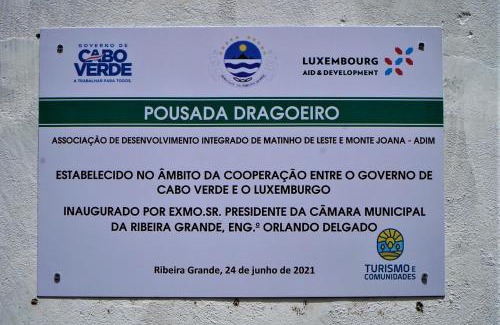 GOVERNO DE
CABO
VERDE
A TRABALHAR PARA TODOS.
LUXEMBOURG
AID & DEVELOPMENT
POUSADA DRAGOEIRO
ASSOCIAÇÃO DE DESENVOLVIMENTO INTEGRADO DE MATINHO DE LESTE E MONTE JOANA - ADIM
ESTABELECIDO NO ÂMBITO DA COOPERAÇÃO ENTRE O GOVERNO DE
CABO VERDE E O LUXEMBURGO
INAUGURADO POR EXMO.SR. PRESIDENTE DA CÂMARA MUNICIPAL
DA RIBEIRA GRANDE, ENG.º ORLANDO DELGADO
Ribeira Grande, 24 de junho de 2021
TURISMO E
COMUNIDADES